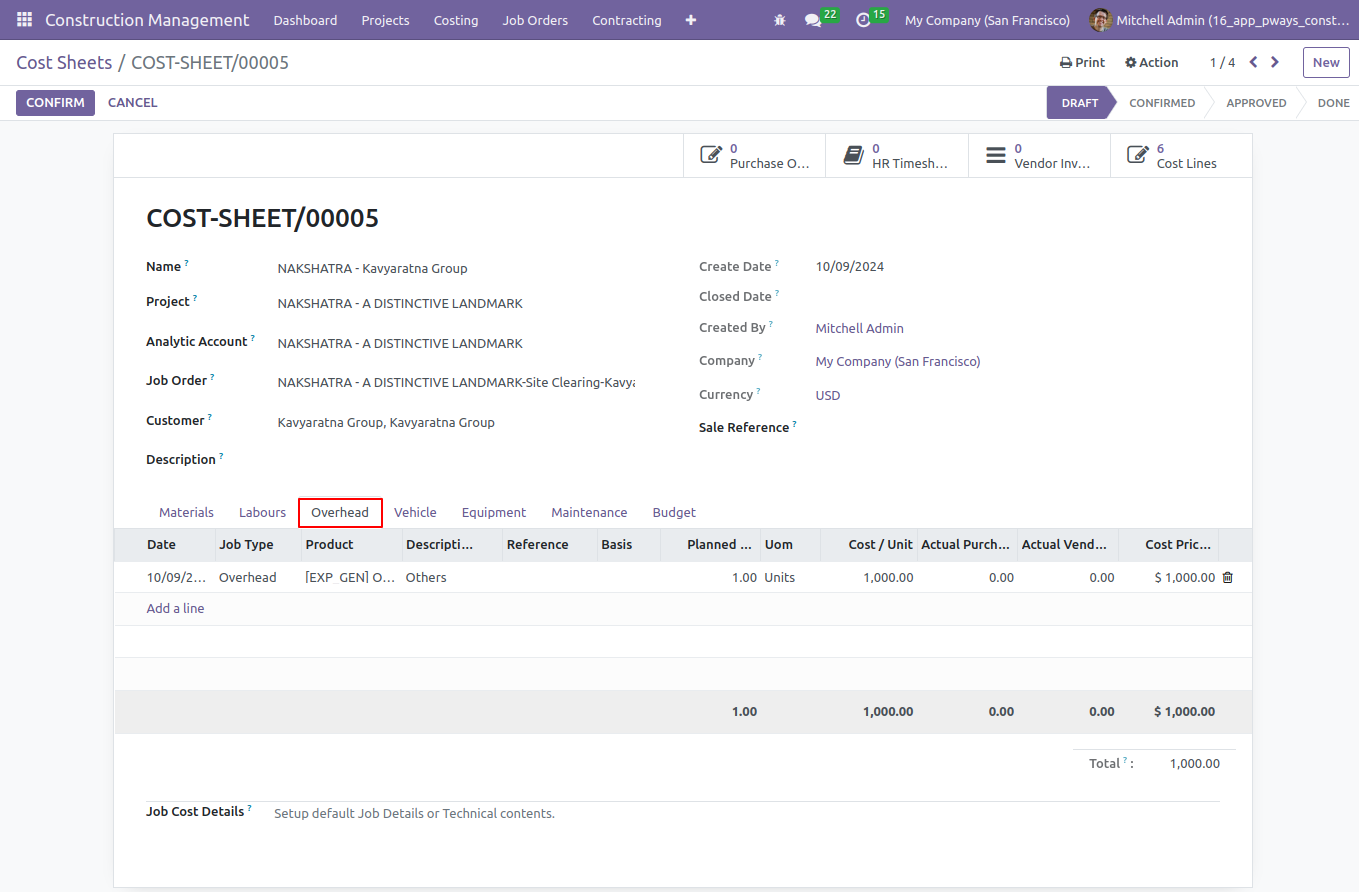 Construction Management Dashboard Projects Costing Job Orders Contracting 22 15 My Company (San Francisco) Mitchell Admin (16_app_pways_const...
Cost Sheets / COST-SHEET/00005 Print Action 1 / 4 New
CONFIRM CANCEL DRAFT CONFIRMED APPROVED DONE
0 Purchase O... 0 HR Timesh... 0 Vendor Inv... 6 Cost Lines
COST-SHEET/00005
Name ? NAKSHATRA - Kavyaratna Group
Project ? NAKSHATRA - A DISTINCTIVE LANDMARK
Analytic Account ? NAKSHATRA - A DISTINCTIVE LANDMARK
Job Order ? NAKSHATRA - A DISTINCTIVE LANDMARK-Site Clearing-Kavya
Customer ? Kavyaratna Group, Kavyaratna Group
Description ?
Create Date ? 10/09/2024
Closed Date ?
Created By ? Mitchell Admin
Company ? My Company (San Francisco)
Currency ? USD
Sale Reference ?
Materials Labours Overhead Vehicle Equipment Maintenance Budget
Date Job Type Product Descripti... Reference Basis Planned ... Uom Cost / Unit Actual Purch... Actual Vend... Cost Pric...
10/09/2... Overhead [EXP_GEN] O... Others 1.00 Units 1,000.00 0.00 0.00 $ 1,000.00
Add a line
1.00 1,000.00 0.00 0.00 $ 1,000.00
Total ? : 1,000.00
Job Cost Details ? Setup default Job Details or Technical contents.